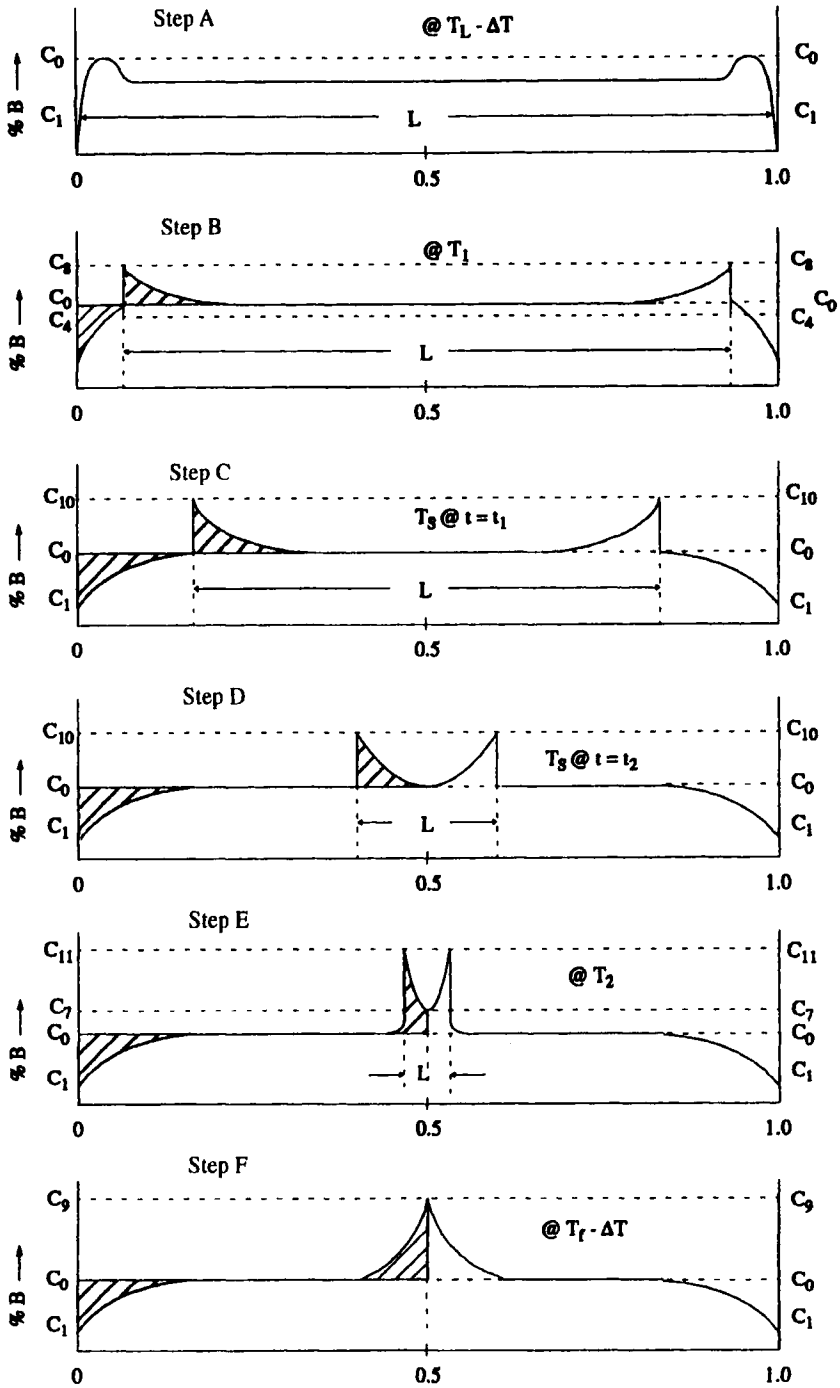 Step A
@ T_L - ΔT
C₀ C₀
% B →
C₁ C₁
L
0 0.5 1.0
Step B
@ T₁
C₈ C₈
C₀ C₀
C₄ C₄
% B →
L
0 0.5 1.0
Step C
C₁₀ C₁₀
T_S @ t = t₁
C₀ C₀
% B →
C₁ C₁
L
0 0.5 1.0
Step D
C₁₀ C₁₀
T_S @ t = t₂
C₀ C₀
% B →
C₁ L C₁
0 0.5 1.0
Step E
C₁₁ C₁₁
@ T₂
C₇ C₇
C₀ C₀
% B →
C₁ L C₁
0 0.5 1.0
Step F
C₉ C₉
@ T_f - ΔT
C₀ C₀
% B →
C₁ C₁
0 0.5 1.0